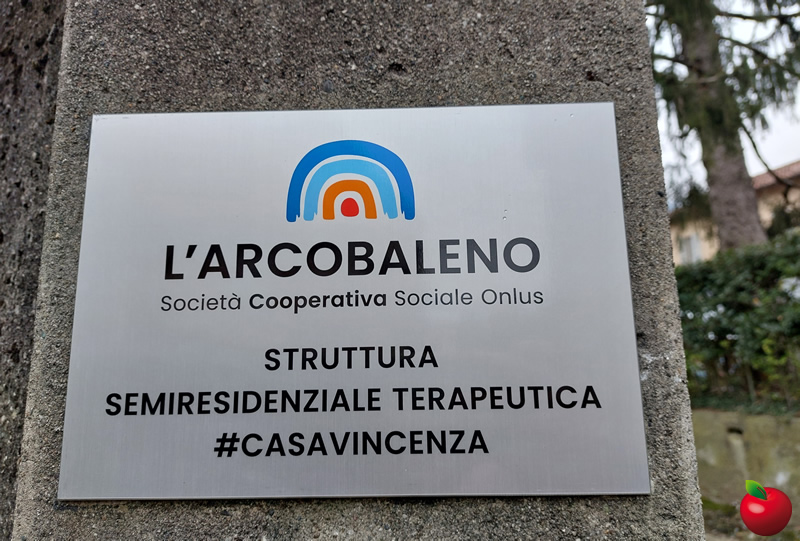 L'ARCOBALENO
Società Cooperativa Sociale Onlus
STRUTTURA
SEMIRESIDENZIALE TERAPEUTICA
#CASAVINCENZA